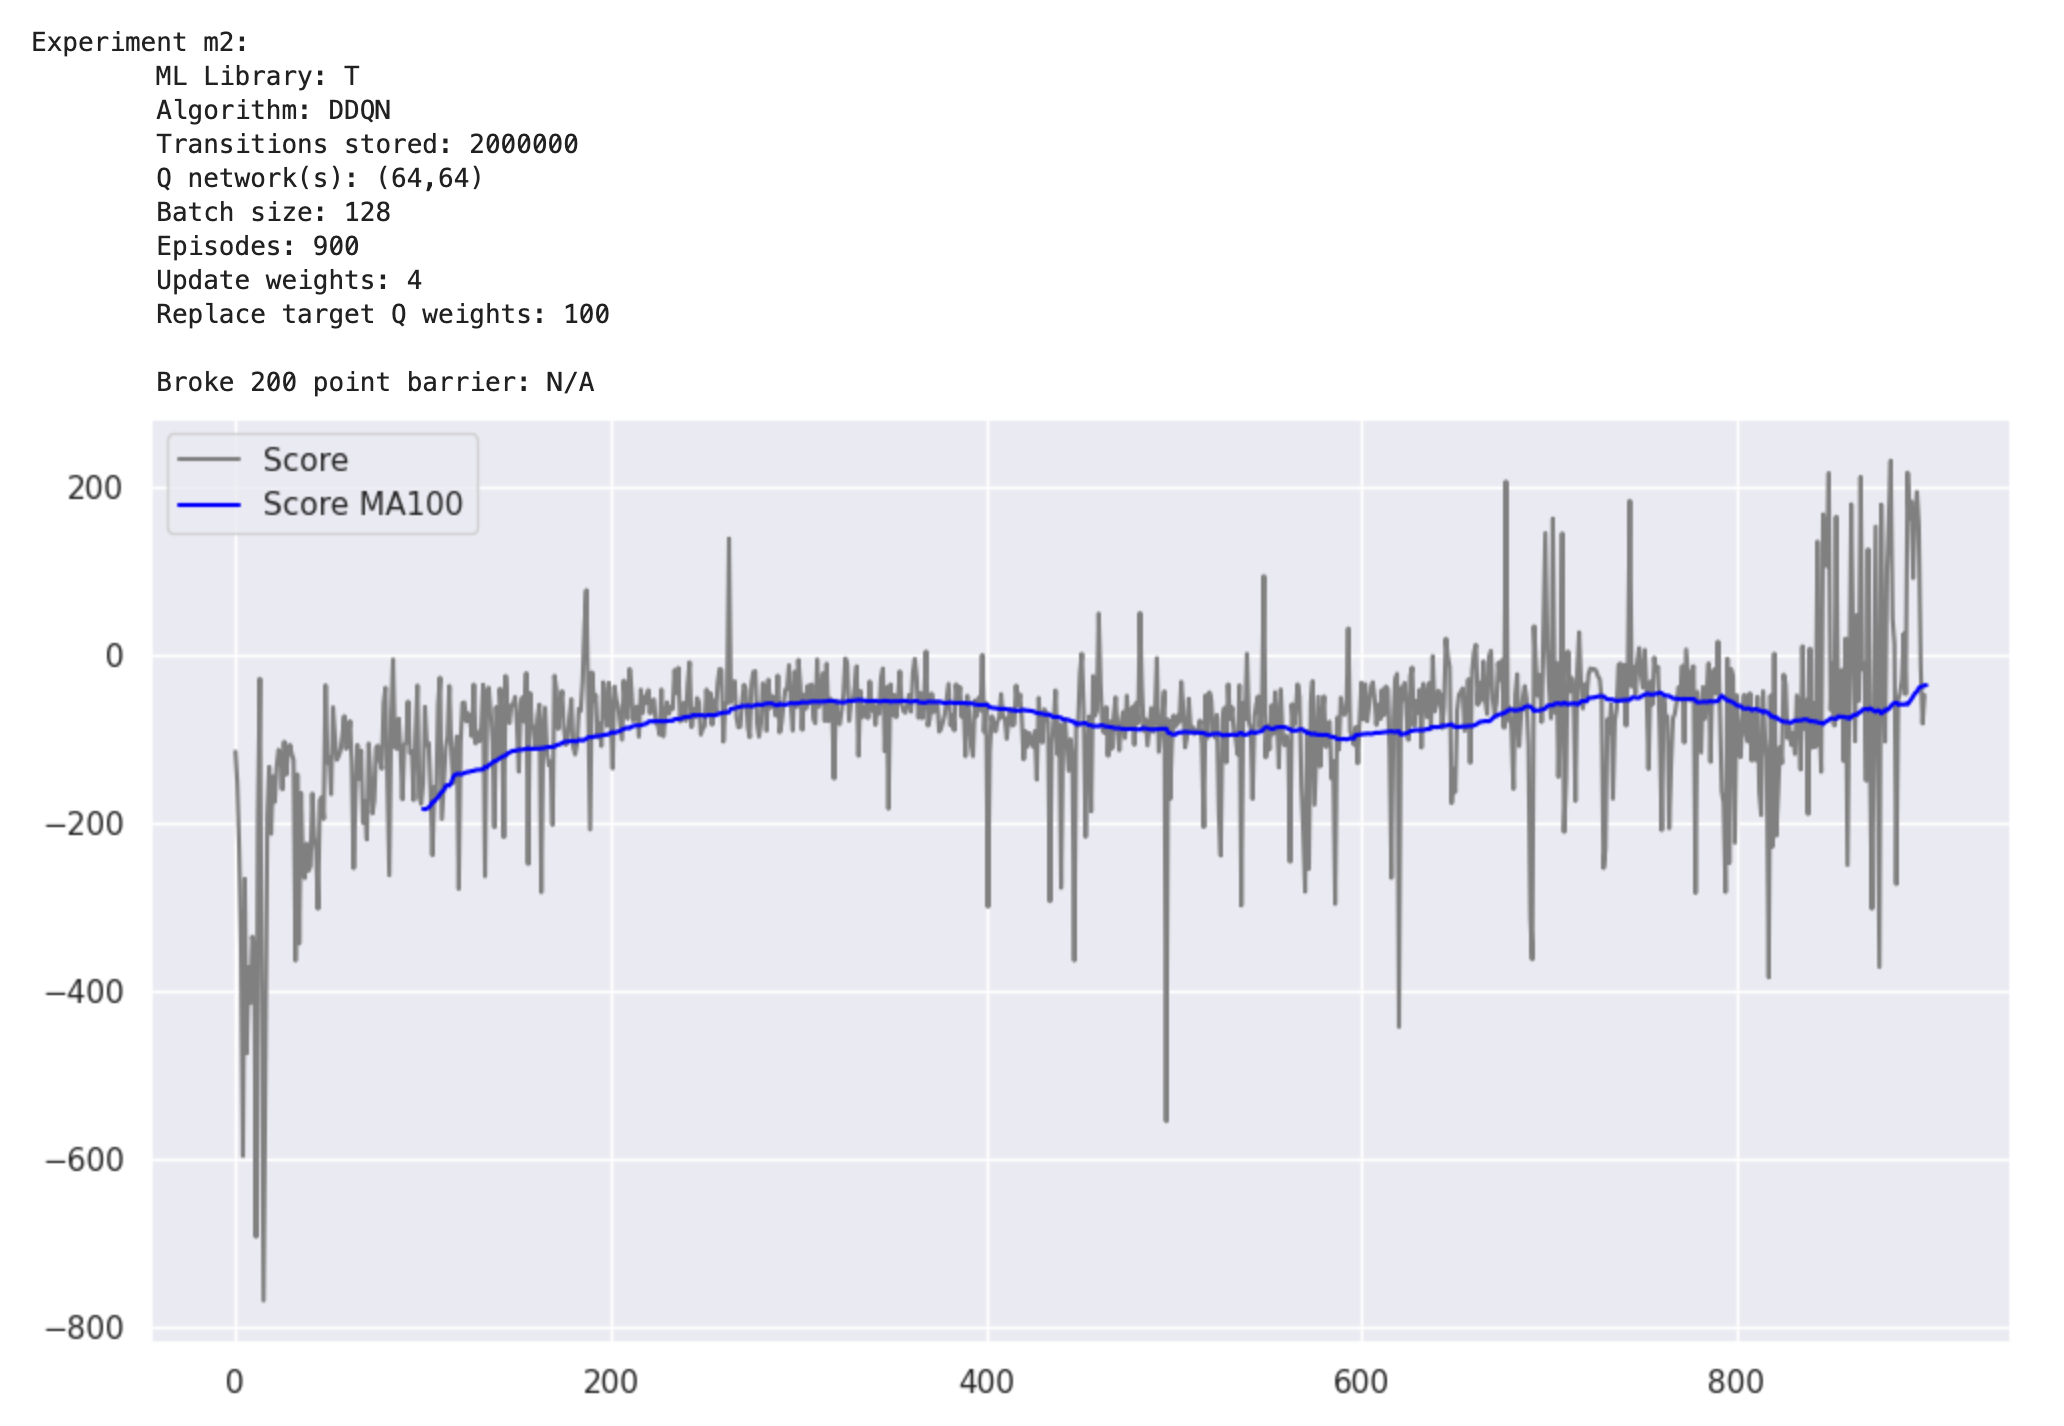 Experiment m2:
ML Library: T
Algorithm: DDQN
Transitions stored: 2000000
Q network(s): (64,64)
Batch size: 128
Episodes: 900
Update weights: 4
Replace target Q weights: 100
Broke 200 point barrier: N/A
Score
Score MA100
200
0
−200
−400
−600
−800
0 200 400 600 800